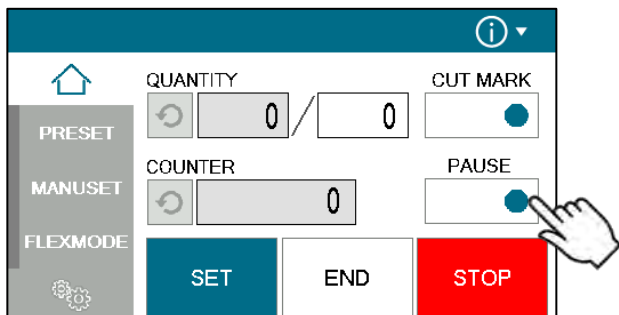 QUANTITY
CUT MARK
0 / 0
PRESET
COUNTER
PAUSE
MANUSET
0
FLEXMODE
SET
END
STOP